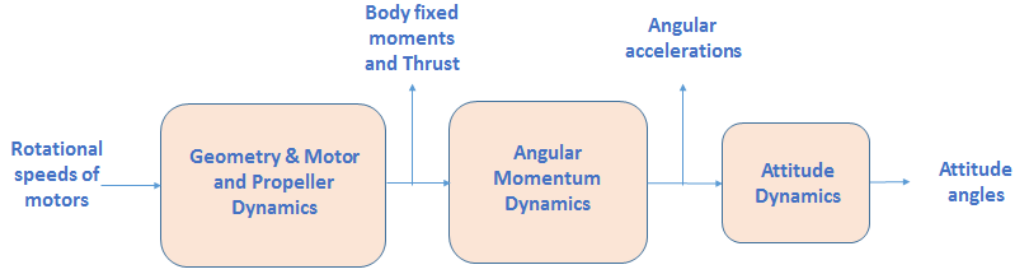 Rotational
speeds of
motors
Geometry & Motor
and Propeller
Dynamics
Body fixed
moments
and Thrust
Angular
Momentum
Dynamics
Angular
accelerations
Attitude
Dynamics
Attitude
angles